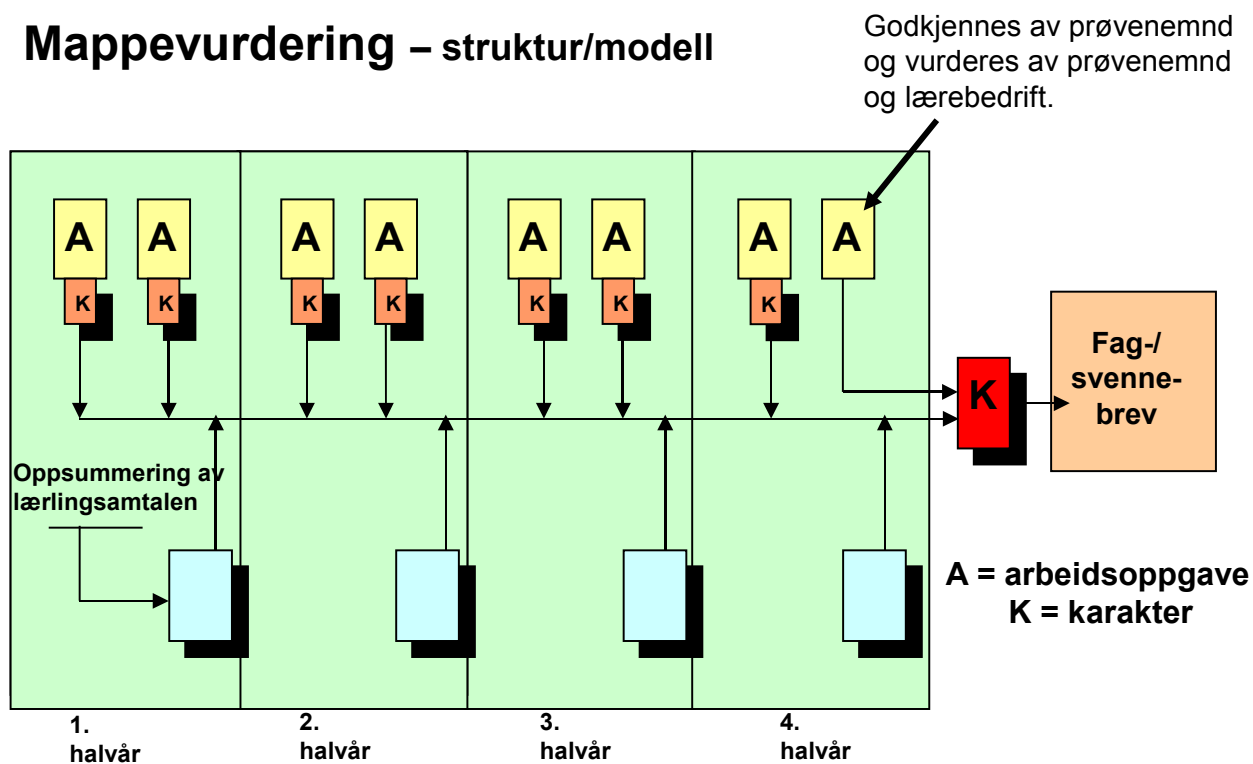 Mappevurdering – struktur/modell
Godkjennes av prøvenemnd
og vurderes av prøvenemnd
og lærebedrift.
A A A A A A A A
K K K K K K K
K
Fag-/
svenne-
brev
Oppsummering av
lærlingsamtalen
A = arbeidsoppgave
K = karakter
1.
halvår
2.
halvår
3.
halvår
4.
halvår